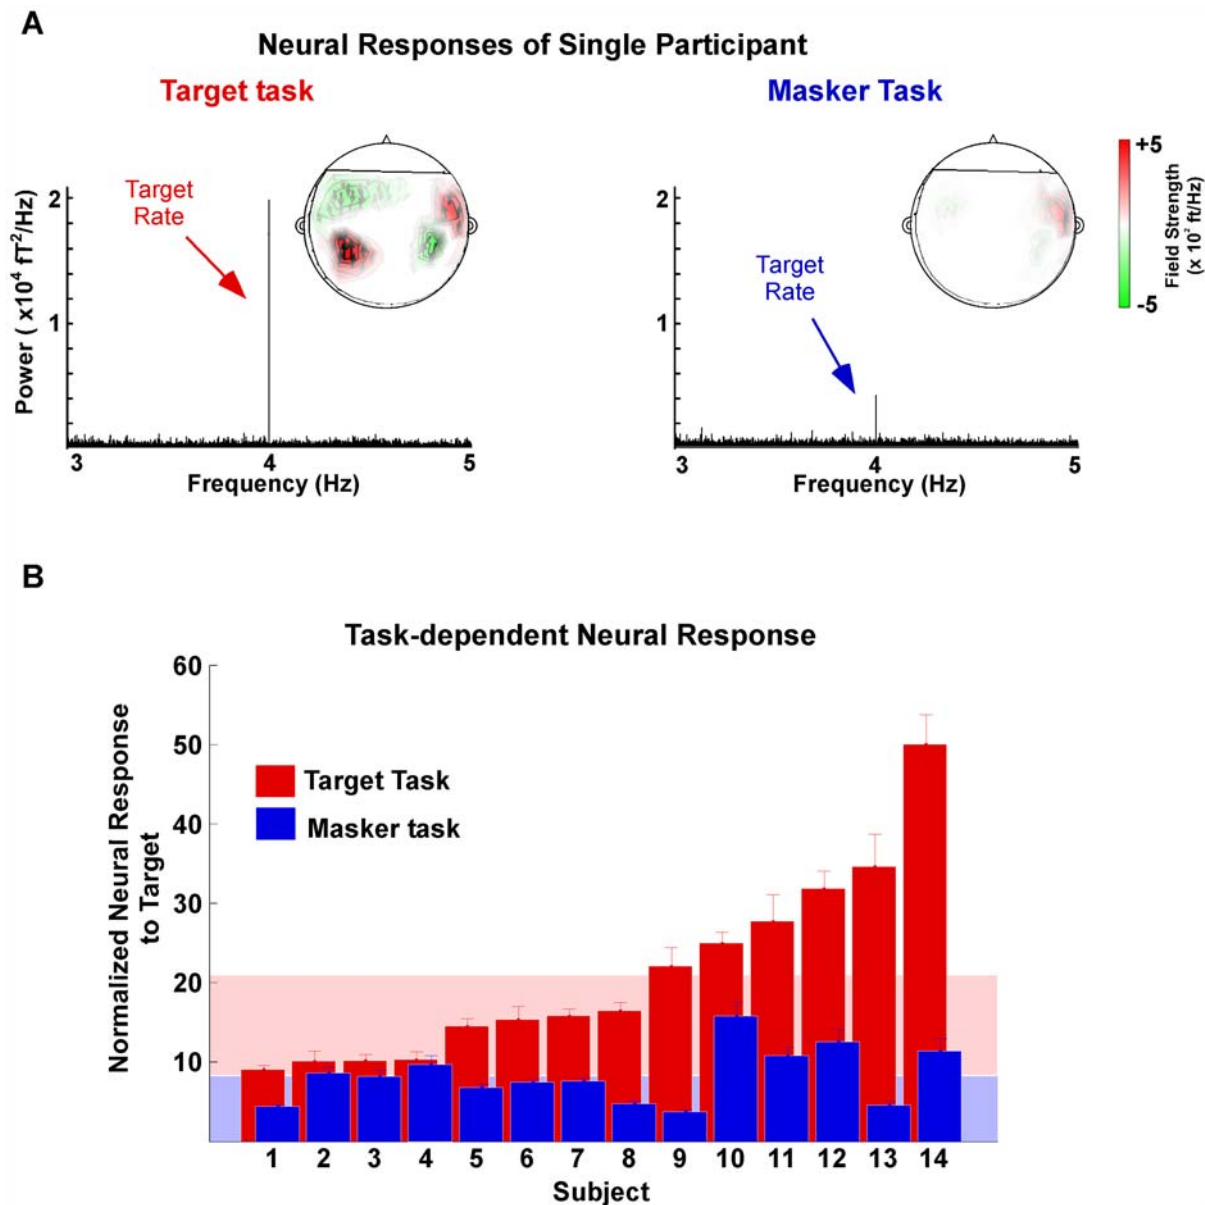 A
Neural Responses of Single Participant
Target task
Target
Rate
Power ( x10⁴ fT²/Hz)
2
1
3
4
5
Frequency (Hz)
Masker Task
Target
Rate
2
1
3
4
5
Frequency (Hz)
+5
-5
Field Strength
(x 10² ft/Hz)
B
Task-dependent Neural Response
Normalized Neural Response
to Target
60
50
40
30
20
10
Target Task
Masker task
1 2 3 4 5 6 7 8 9 10 11 12 13 14
Subject